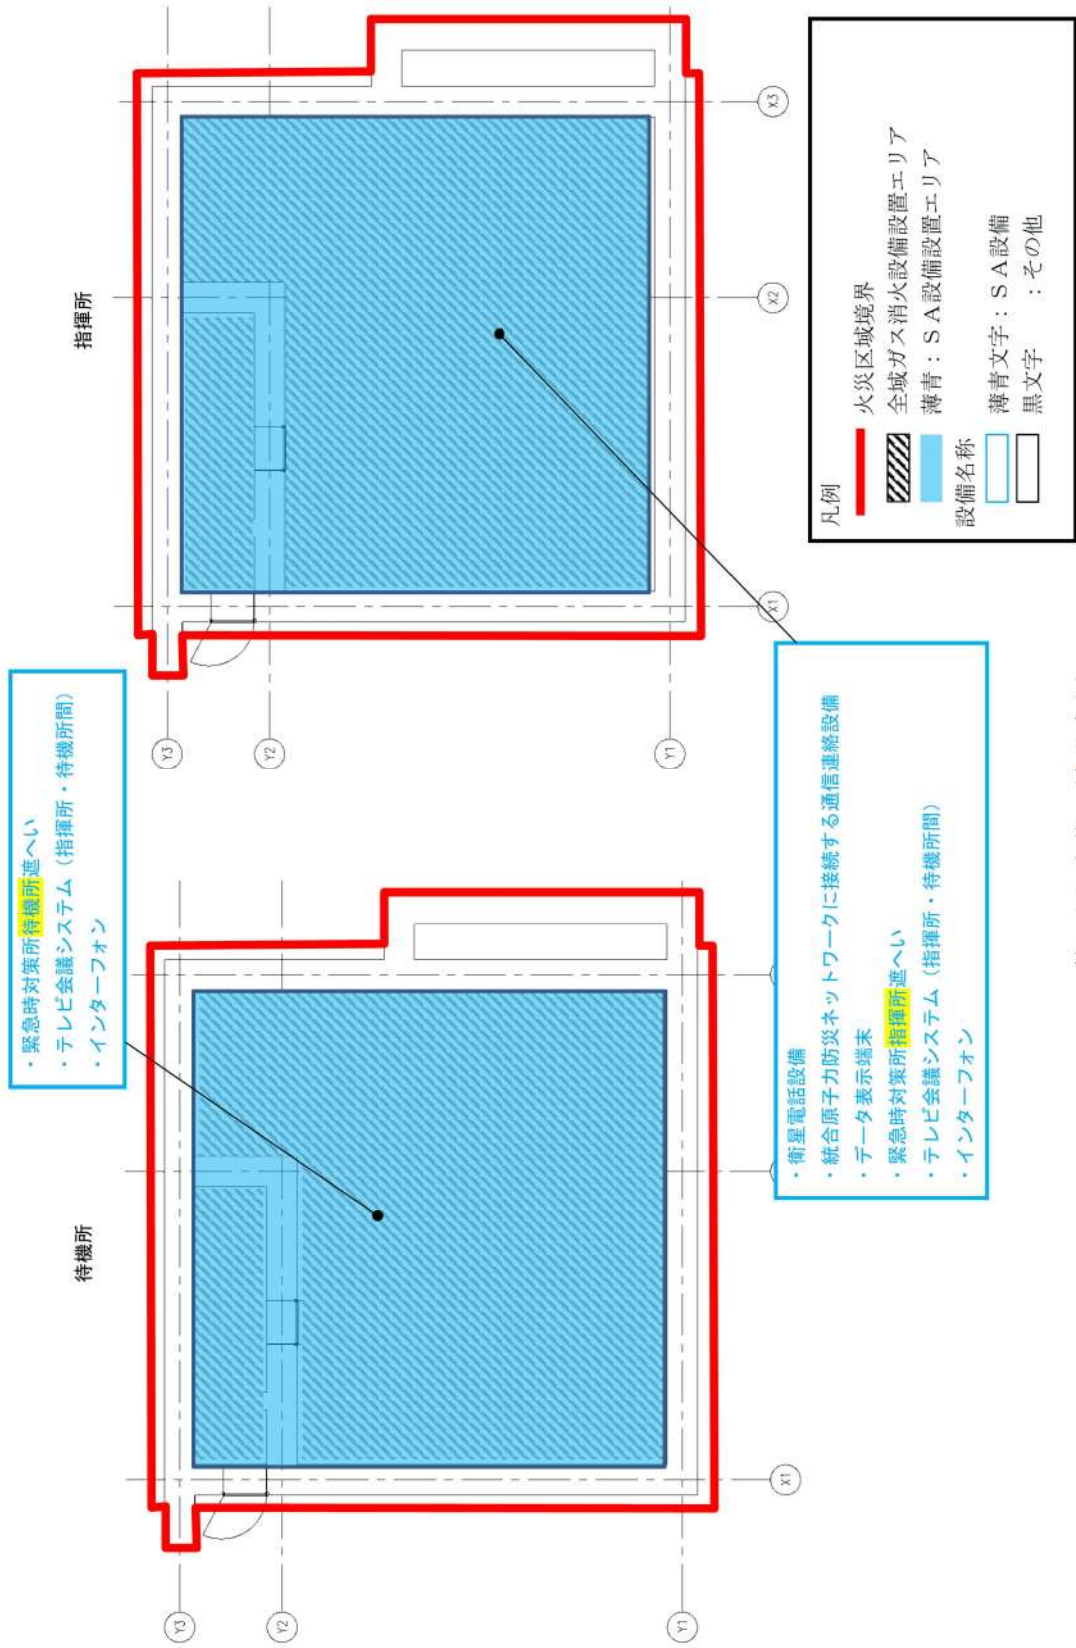 待機所
指揮所
・緊急時対策所待機所遮へい
・テレビ会議システム（指揮所・待機所間）
・インターフォン
Y3
Y2
Y1
X1
Y3
Y2
Y1
X1
X2
X3
・衛星電話設備
・統合原子力防災ネットワークに接続する通信連絡設備
・データ表示端末
・緊急時対策所指揮所遮へい
・テレビ会議システム（指揮所・待機所間）
・インターフォン
凡例
火災区域境界
全域ガス消火設備設置エリア
薄青：ＳＡ設備設置エリア
設備名称
薄青文字：ＳＡ設備
黒文字　：その他